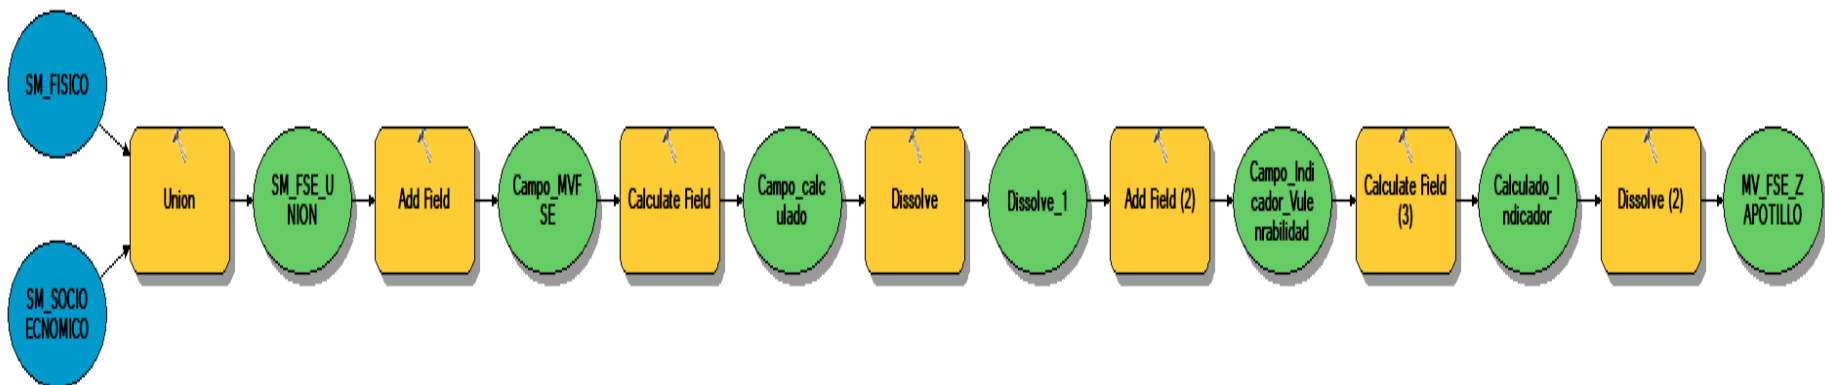 SM_FISICO
SM_SOCIO
ECNOMICO
Union
SM_FSE_U
NION
Add Field
Campo_MVF
SE
Calculate Field
Campo_calc
ulado
Dissolve
Dissolve_1
Add Field (2)
Campo_Indi
cador_Vule
nrabilidad
Calculate Field
(3)
Calculado_I
ndicador
Dissolve (2)
MV_FSE_Z
APOTILLO